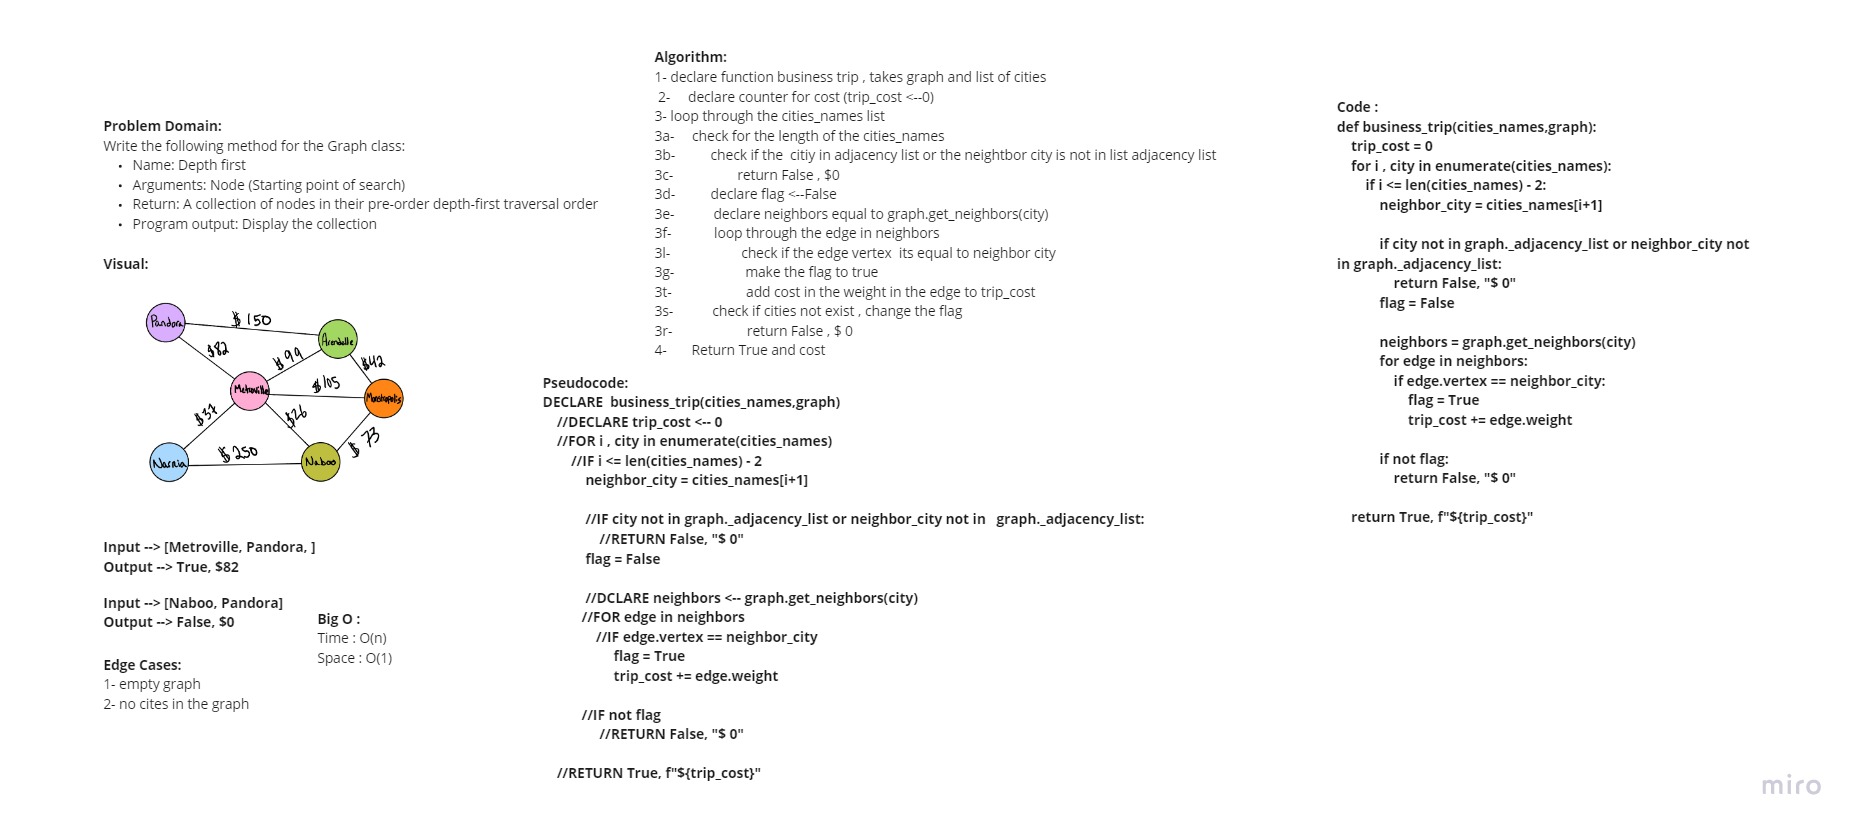 Problem Domain:
Write the following method for the Graph class:
• Name: Depth first
• Arguments: Node (Starting point of search)
• Return: A collection of nodes in their pre-order depth-first traversal order
• Program output: Display the collection
Visual:
Pandora
$ 150
Arendelle
$82
$99
$42
Metroville
$105
Monstropolis
$37
$26
$ 73
Narnia
$250
Naboo
Input --> [Metroville, Pandora, ]
Output --> True, $82
Input --> [Naboo, Pandora]
Output --> False, $0
Edge Cases:
1- empty graph
2- no cites in the graph
Big O :
Time : O(n)
Space : O(1)
Algorithm:
1- declare function business trip , takes graph and list of cities
2- declare counter for cost (trip_cost <--0)
3- loop through the cities_names list
3a- check for the length of the cities_names
3b- check if the citiy in adjacency list or the neightbor city is not in list adjacency list
3c- return False , $0
3d- declare flag <--False
3e- declare neighbors equal to graph.get_neighbors(city)
3f- loop through the edge in neighbors
3l- check if the edge vertex its equal to neighbor city
3g- make the flag to true
3t- add cost in the weight in the edge to trip_cost
3s- check if cities not exist , change the flag
3r- return False , $ 0
4- Return True and cost
Pseudocode:
DECLARE business_trip(cities_names,graph)
//DECLARE trip_cost <-- 0
//FOR i , city in enumerate(cities_names)
//IF i <= len(cities_names) - 2
neighbor_city = cities_names[i+1]
//IF city not in graph._adjacency_list or neighbor_city not in graph._adjacency_list:
//RETURN False, "$ 0"
flag = False
//DCLARE neighbors <-- graph.get_neighbors(city)
//FOR edge in neighbors
//IF edge.vertex == neighbor_city
flag = True
trip_cost += edge.weight
//IF not flag
//RETURN False, "$ 0"
//RETURN True, f"${trip_cost}"
Code :
def business_trip(cities_names,graph):
trip_cost = 0
for i , city in enumerate(cities_names):
if i <= len(cities_names) - 2:
neighbor_city = cities_names[i+1]
if city not in graph._adjacency_list or neighbor_city not
in graph._adjacency_list:
return False, "$ 0"
flag = False
neighbors = graph.get_neighbors(city)
for edge in neighbors:
if edge.vertex == neighbor_city:
flag = True
trip_cost += edge.weight
if not flag:
return False, "$ 0"
return True, f"${trip_cost}"
miro